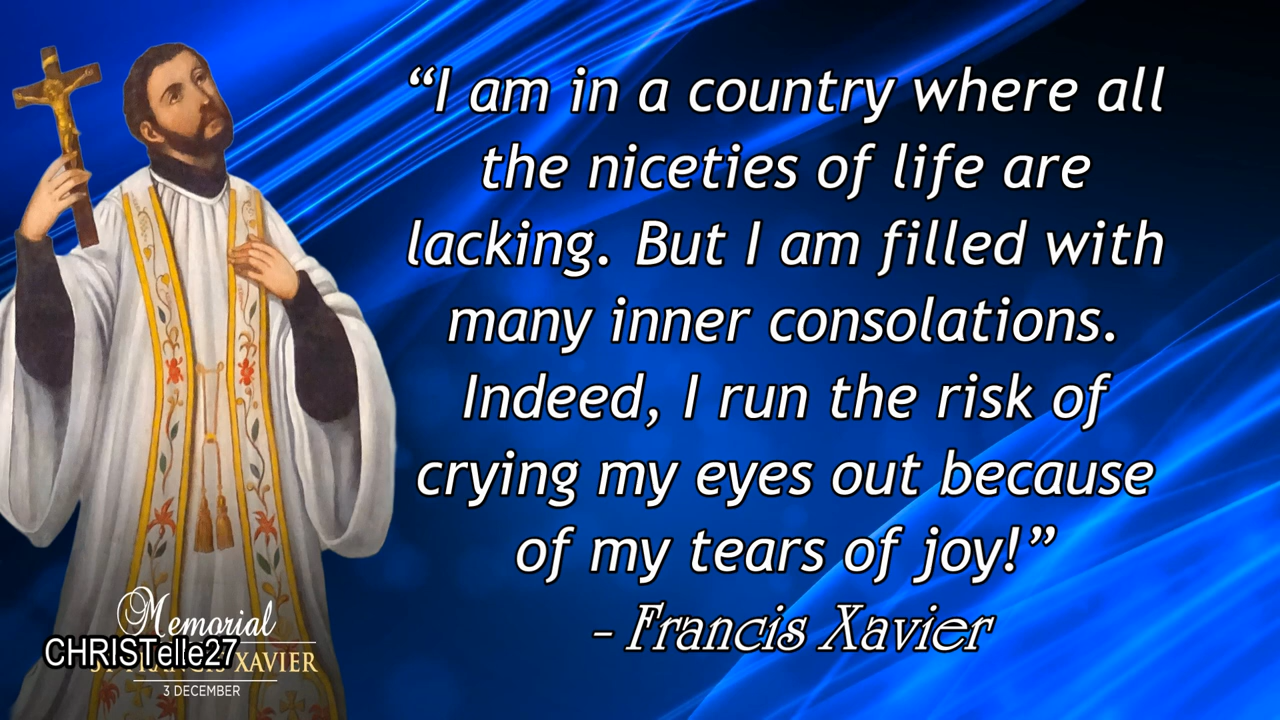 “I am in a country where all
the niceties of life are
lacking. But I am filled with
many inner consolations.
Indeed, I run the risk of
crying my eyes out because
of my tears of joy!”
– Francis Xavier
Memorial
CHRISTelle27
XAVIER
3 DECEMBER